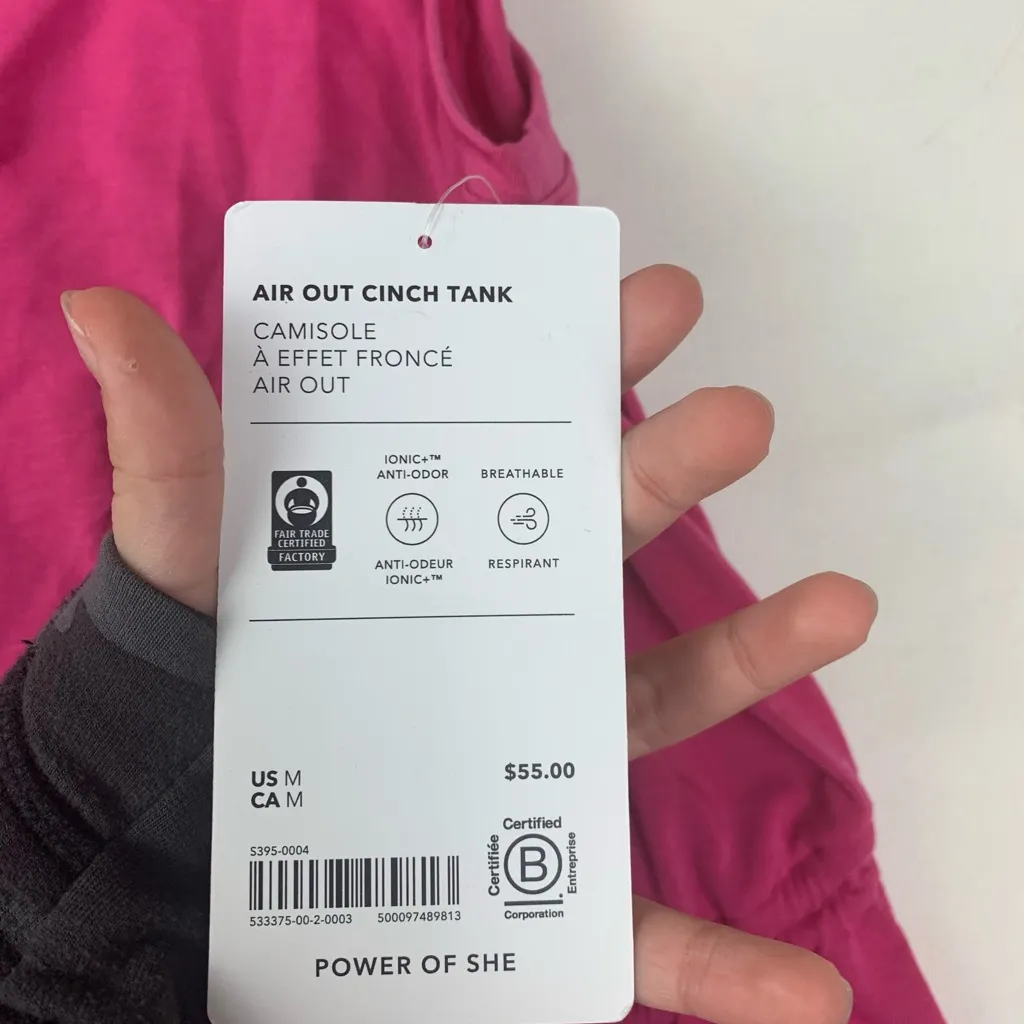 AIR OUT CINCH TANK
CAMISOLE
À EFFET FRONCÉ
AIR OUT
FAIR TRADE
CERTIFIED
FACTORY
IONIC+™
ANTI-ODOR
ANTI-ODEUR
IONIC+™
BREATHABLE
RESPIRANT
US M
CA M
$55.00
S395-0004
533375-00-2-0003 500097489813
Certified
Certifiée
B
Entreprise
Corporation
POWER OF SHE